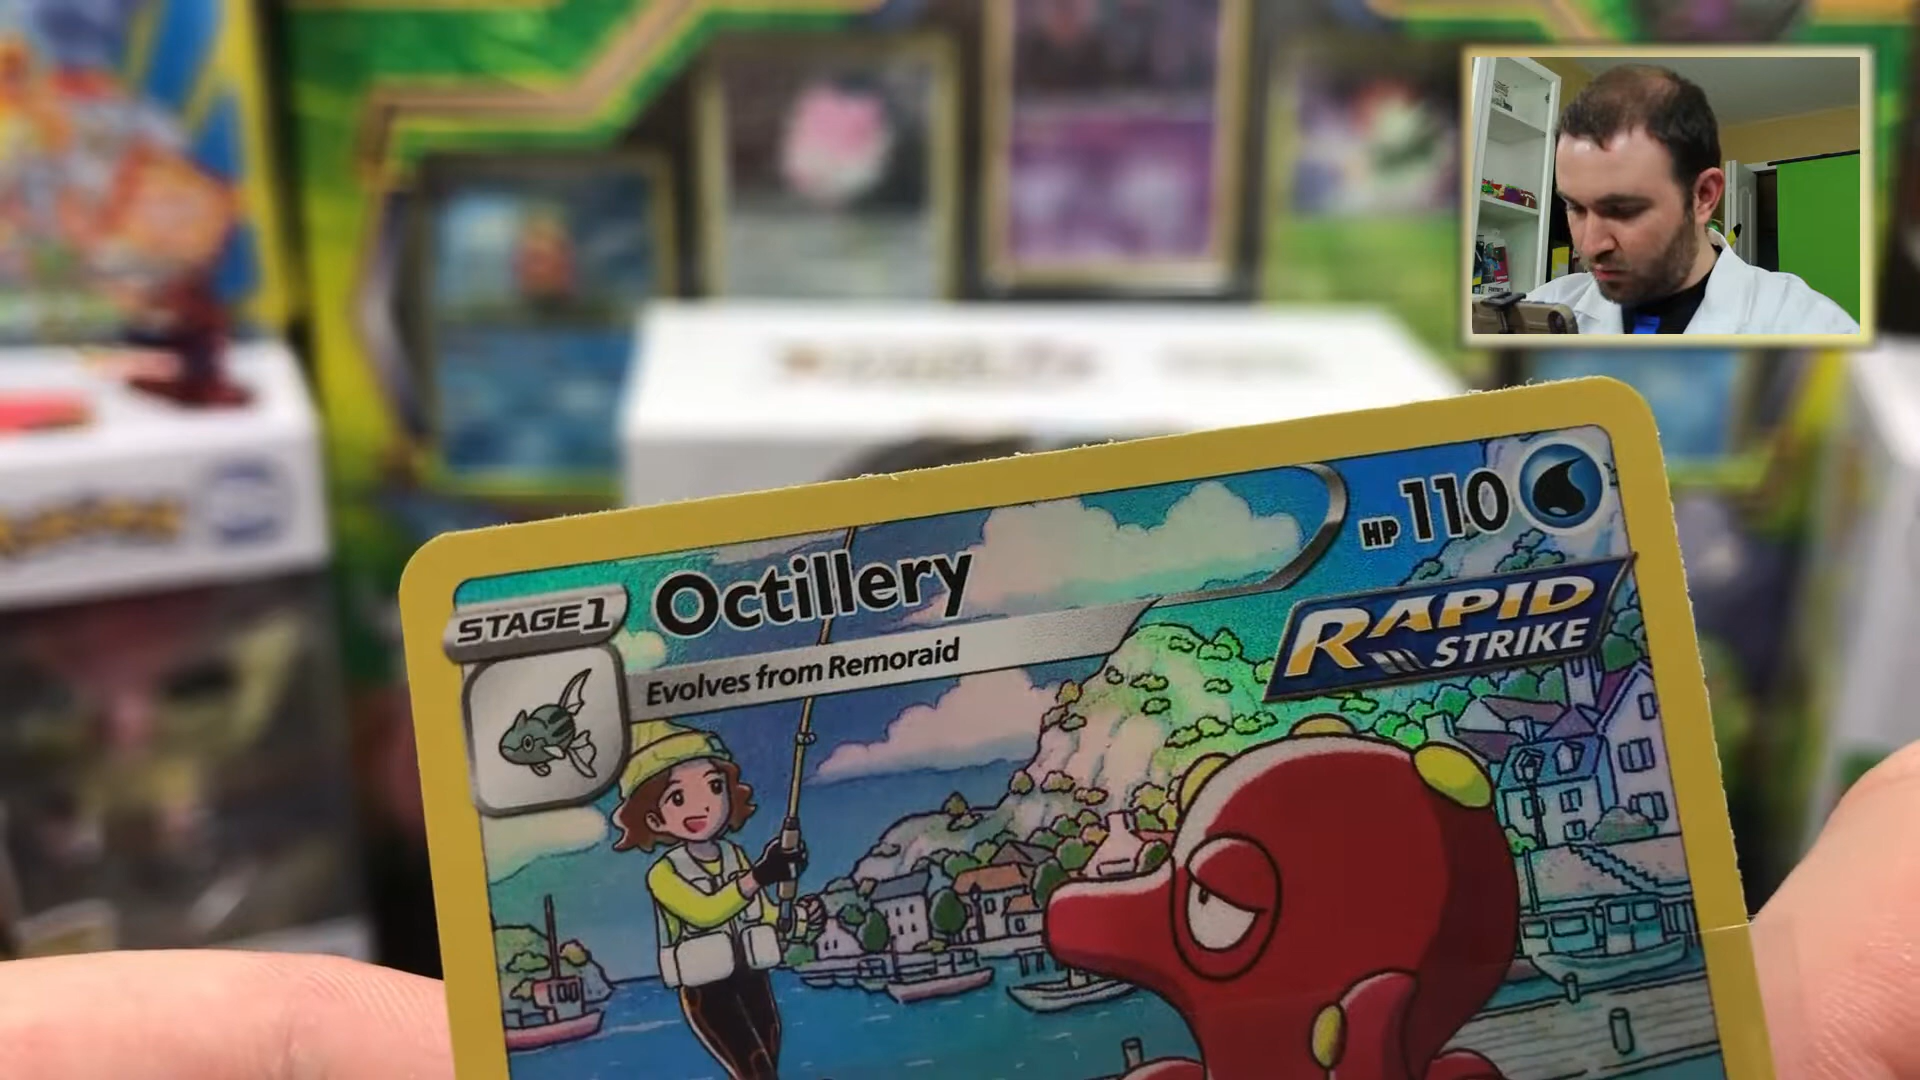 STAGE1 Octillery HP 110
Evolves from Remoraid
RAPID
STRIKE